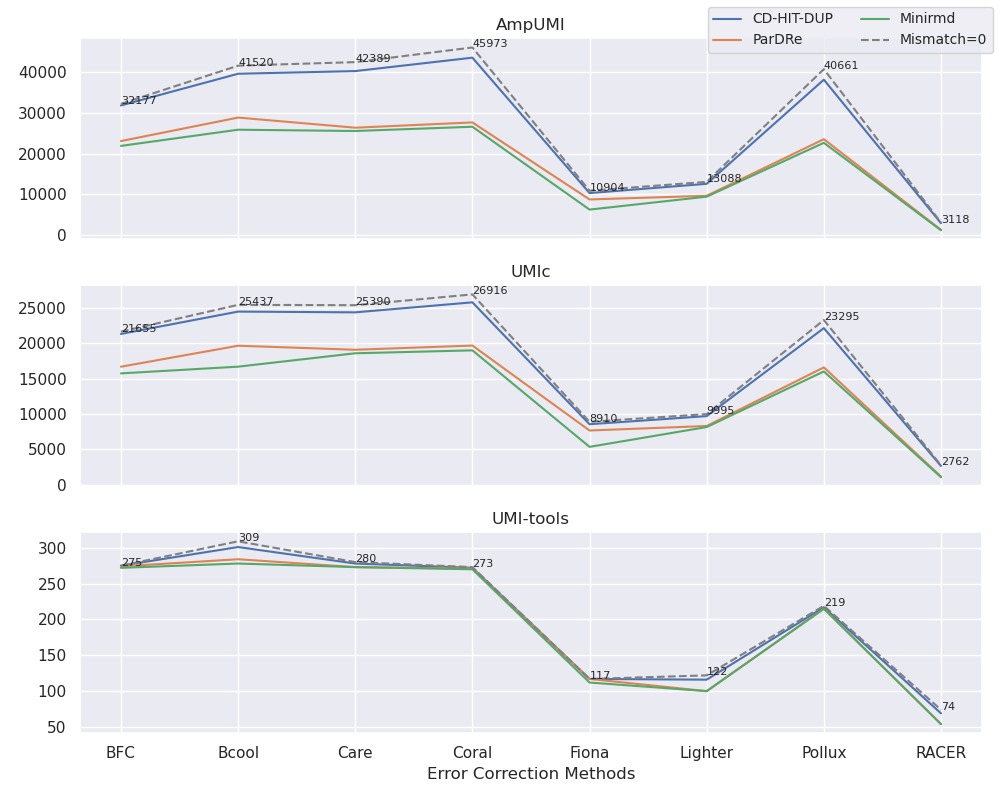 AmpUMI
CD-HIT-DUP
ParDRe
Minirmd
Mismatch=0
40000
30000
20000
10000
0
32177
41520
42389
45973
10904
13088
40661
3118
UMIc
25000
20000
15000
10000
5000
0
21655
25437
25390
26916
8910
9995
23295
2762
UMI-tools
300
250
200
150
100
50
275
309
280
273
117
122
219
74
BFC
Bcool
Care
Coral
Fiona
Lighter
Pollux
RACER
Error Correction Methods